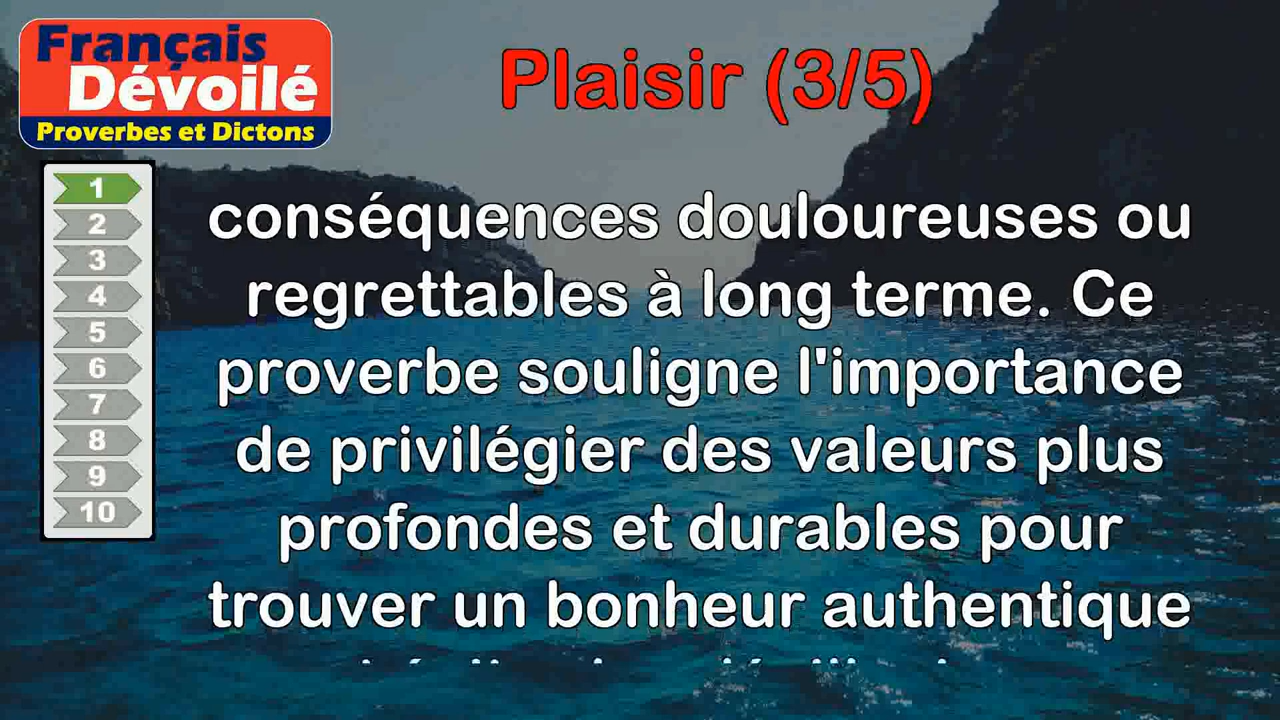 Français
Dévoilé
Proverbes et Dictons
Plaisir (3/5)
1
2
3
4
5
6
7
8
9
10
conséquences douloureuses ou
regrettables à long terme. Ce
proverbe souligne l'importance
de privilégier des valeurs plus
profondes et durables pour
trouver un bonheur authentique